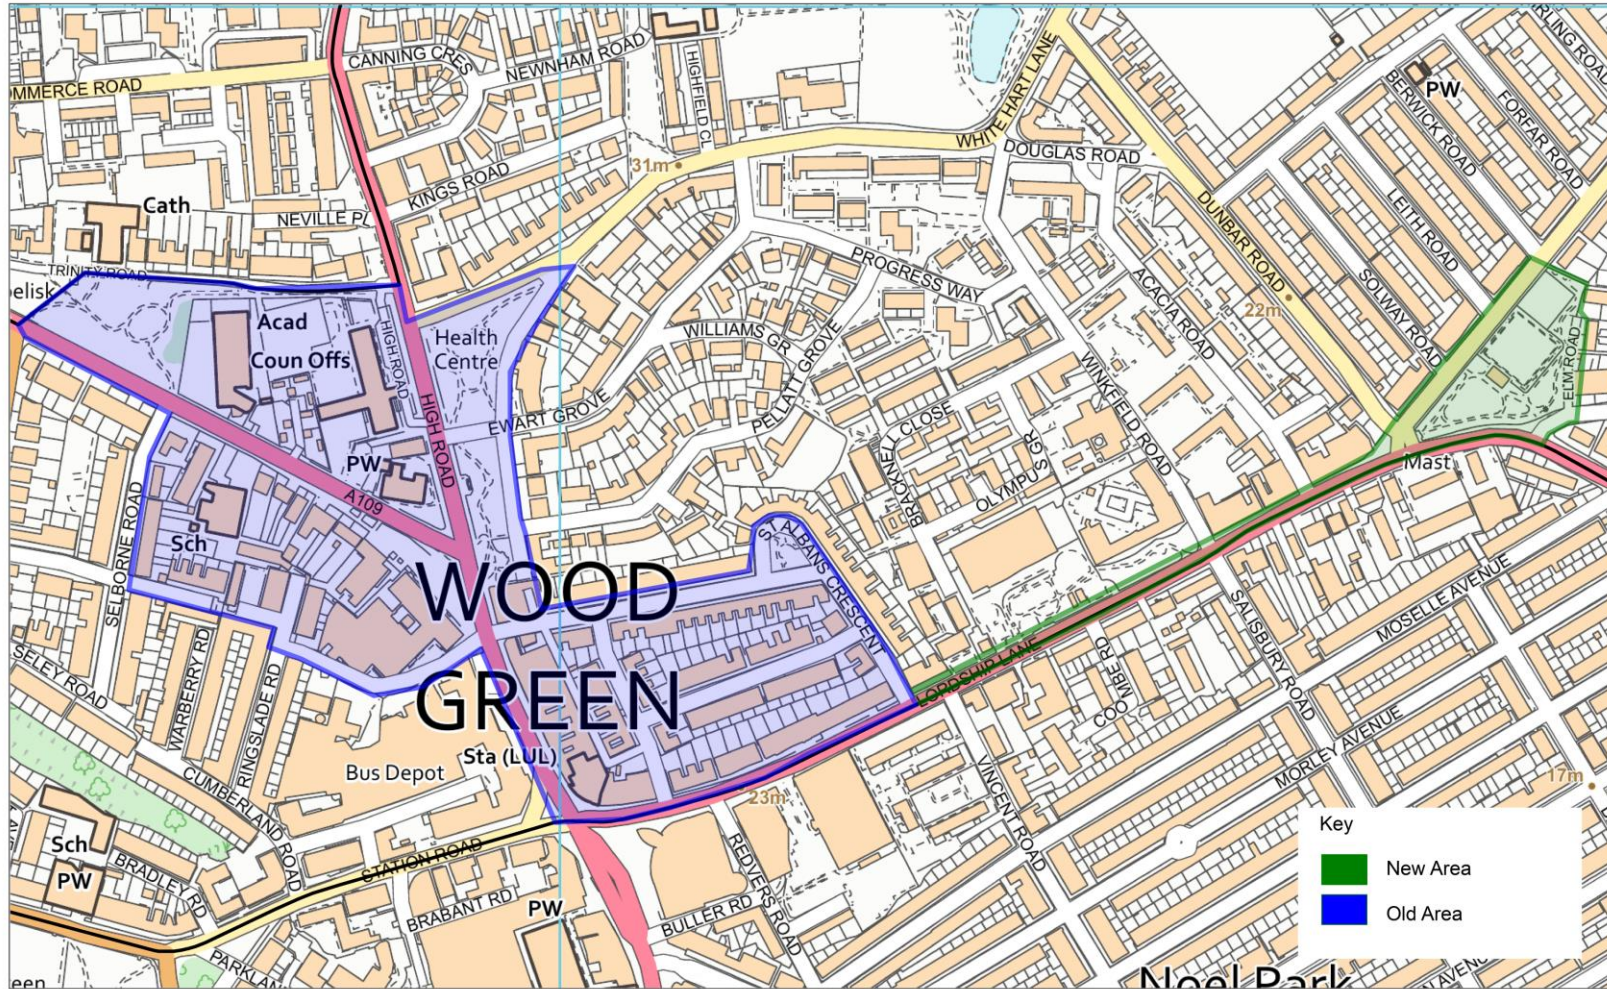 CANNING CRES
NEWNHAM ROAD
HIGHFIELD CL
WHITE HART LANE
PW
BERWICK ROAD
FORFAR ROAD
OMMERCE ROAD
31m
DOUGLAS ROAD
KINGS ROAD
LEITH ROAD
Cath
NEVILLE PL
DUNBAR ROAD
PROGRESS WAY
SOLWAY ROAD
TRINITY ROAD
elisk
ACACIA ROAD
22m
Acad
Coun Offs
HIGH ROAD
Health
Centre
WILLIAMS GR
PELLATT GROVE
WINKFIELD ROAD
ELM ROAD
HIGH ROAD
EWART GROVE
BRACKNELL CLOSE
OLYMPUS GR
PW
A109
Mast
SELBORNE ROAD
Sch
ST ALBANS CRESCENT
WOOD
GREEN
SALISBURY ROAD
MOSELLE AVENUE
SELEY ROAD
WARBERRY RD
RINGSLADE RD
LORDSHIP LANE
COOMBE RD
Sta (LUL)
Bus Depot
CUMBERLAND ROAD
VINCENT ROAD
MORLEY AVENUE
23m
17m
Key
New Area
Old Area
Sch
PW
BRADLEY RD
STATION ROAD
REDVERS ROAD
BRABANT RD
PW
BULLER RD
PARKLAN
een
Noel Park